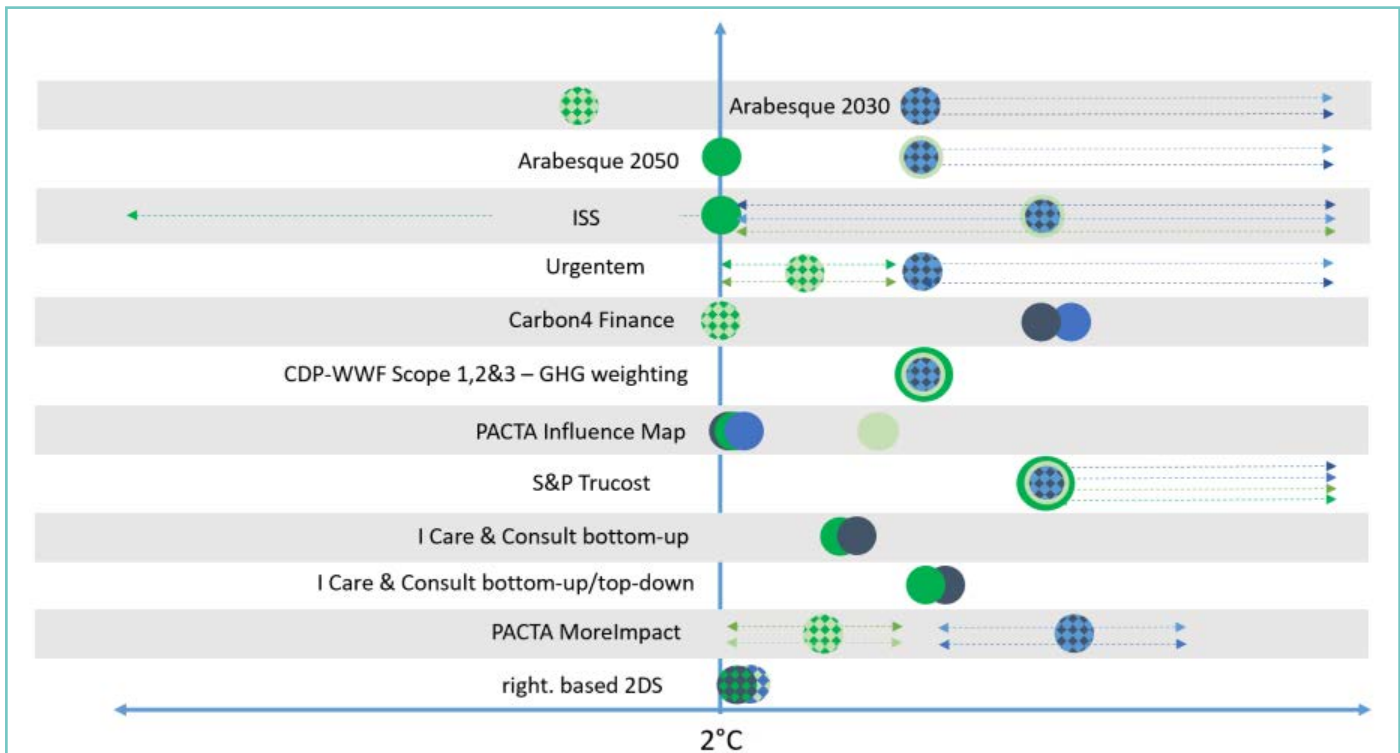 Arabesque 2030
Arabesque 2050
ISS
Urgentem
Carbon4 Finance
CDP-WWF Scope 1,2&3 – GHG weighting
PACTA Influence Map
S&P Trucost
I Care & Consult bottom-up
I Care & Consult bottom-up/top-down
PACTA MoreImpact
right. based 2DS
2°C